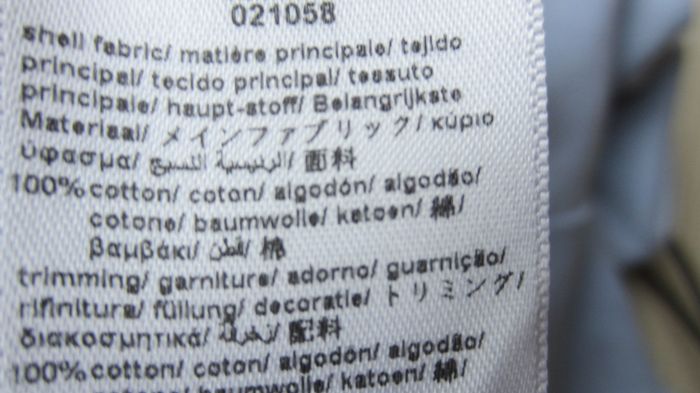 021058
shell fabric/ matière principale/ tejido
principal/ tecido principal/ tessuto
principale/ haupt-stoff/ Belangrijkste
Materiaal/ メインファブリック/ κύριο
ύφασμα/ الرئيسية النسيج/ 面料
100% cotton/ coton/ algodón/ algodão/
cotone/ baumwolle/ katoen/ 綿/
βαμβάκι/ قطن/ 棉
trimming/ garniture/ adorno/ guarnição/
rifinitura/ füllung/ decoratie/ トリミング/
διακοσμητικά/ زخرفة/ 配料
100% cotton/ coton/ algodón/ algodão/
cotone/ baumwolle/ katoen/ 綿/